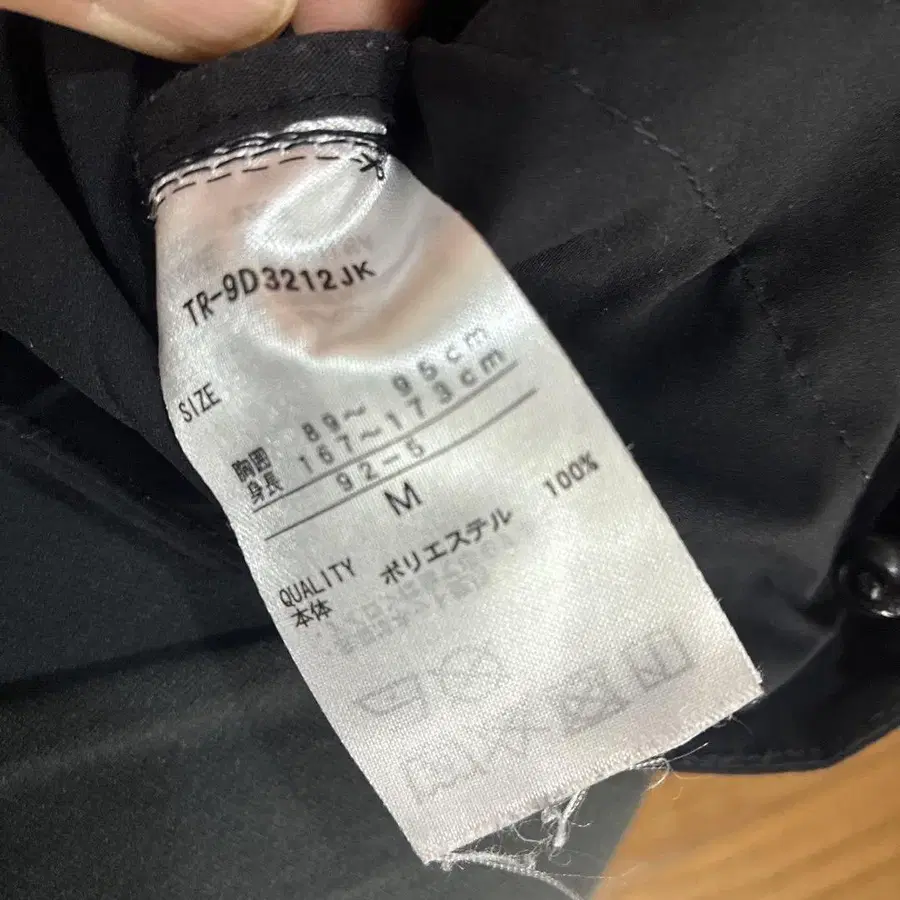 TR-9D3212JK
SIZE
胸囲 89～ 95cm
身長 167～173cm
92-5
M
QUALITY
本体 ポリエステル 100%